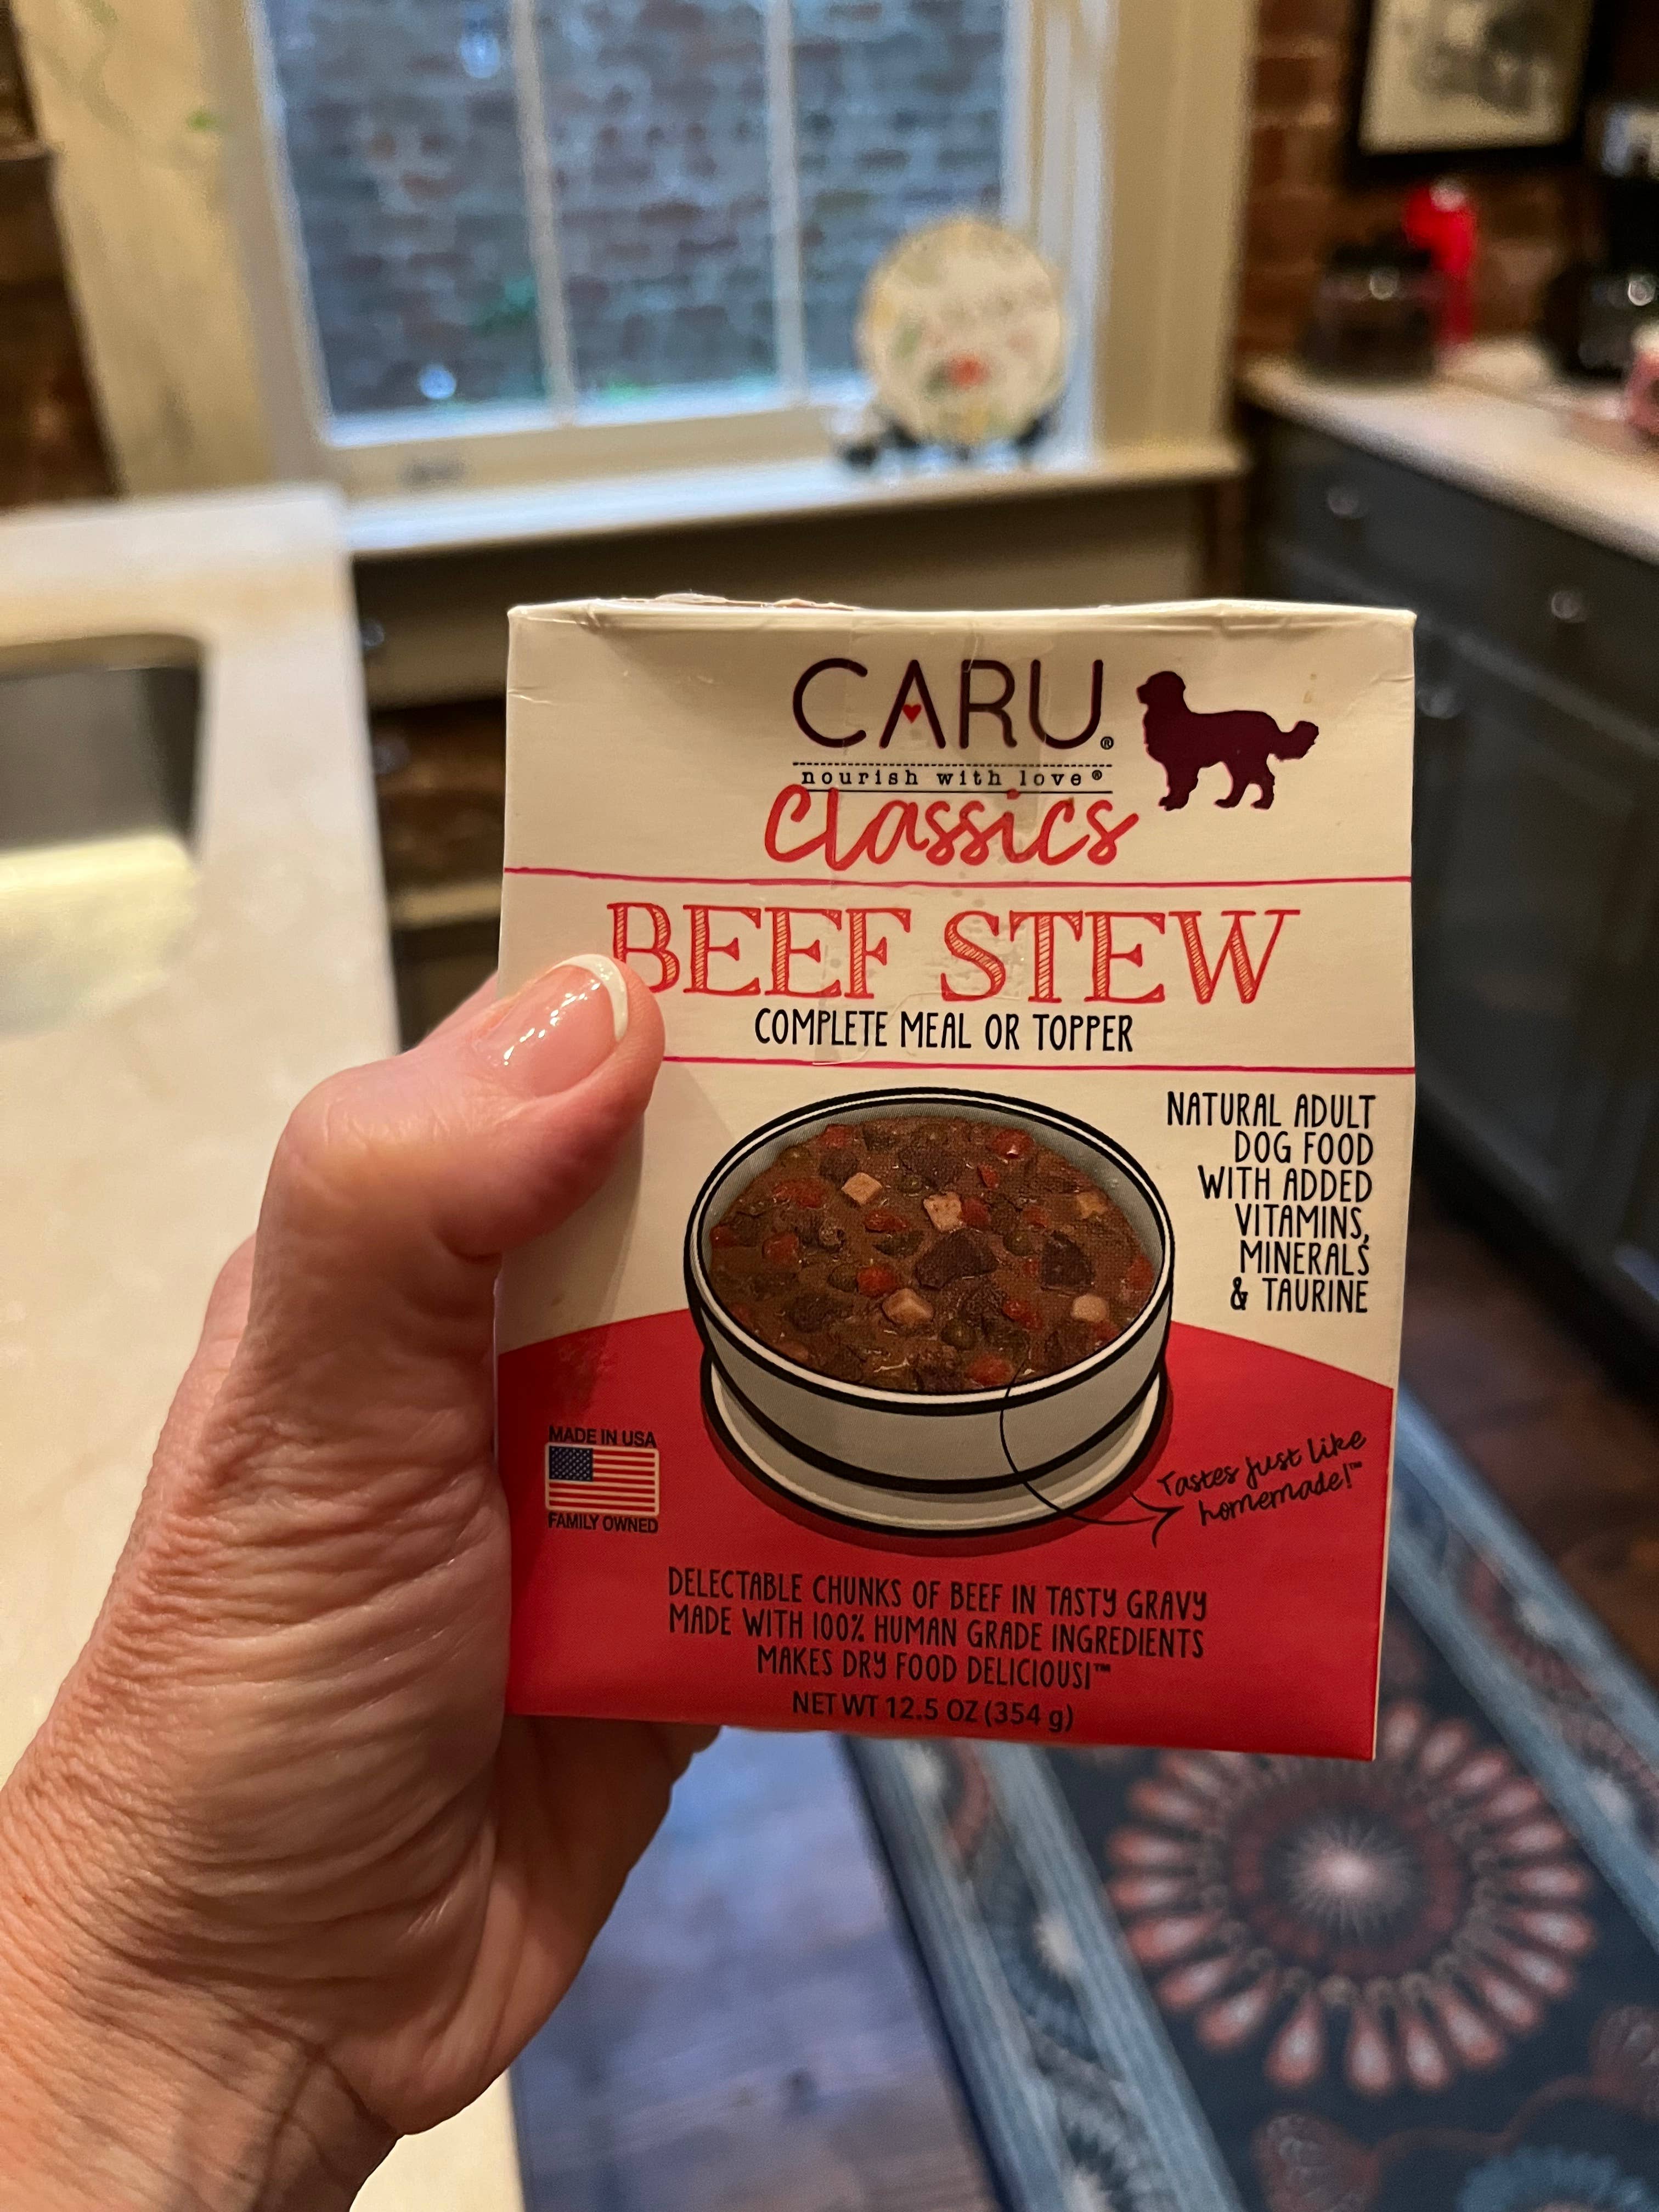 CARU®
nourish with love®
Classics
BEEF STEW
COMPLETE MEAL OR TOPPER
NATURAL ADULT
DOG FOOD
WITH ADDED
VITAMINS,
MINERALS
& TAURINE
MADE IN USA
FAMILY OWNED
Tastes just like
homemade!™
DELECTABLE CHUNKS OF BEEF IN TASTY GRAVY
MADE WITH 100% HUMAN GRADE INGREDIENTS
MAKES DRY FOOD DELICIOUS!™
NET WT 12.5 OZ (354 g)